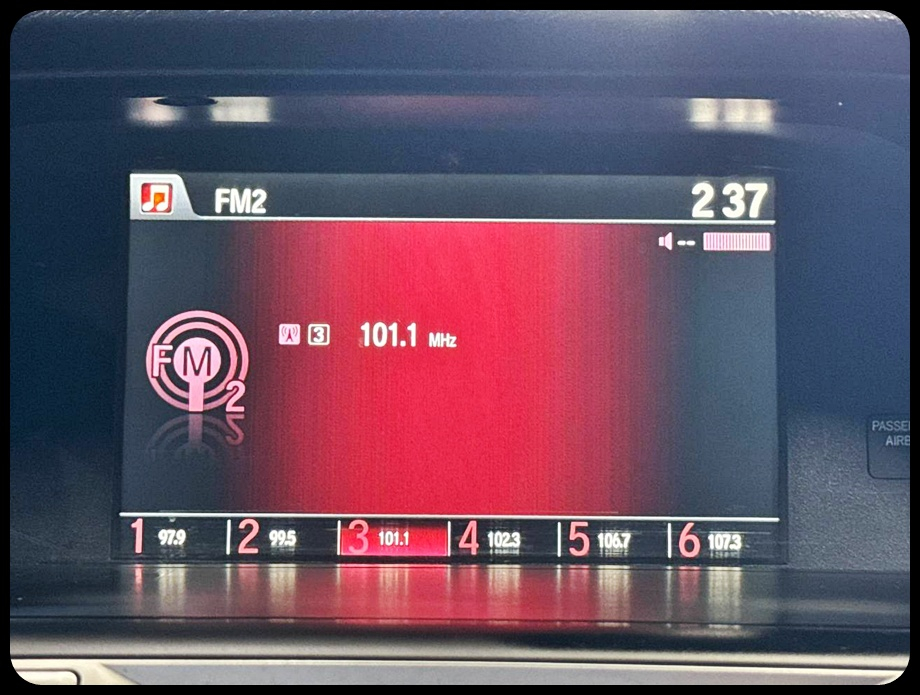 FM2 2 37
--
3 101.1 MHz
FM
2
1 97.9 2 99.5 3 101.1 4 102.3 5 106.7 6 107.3